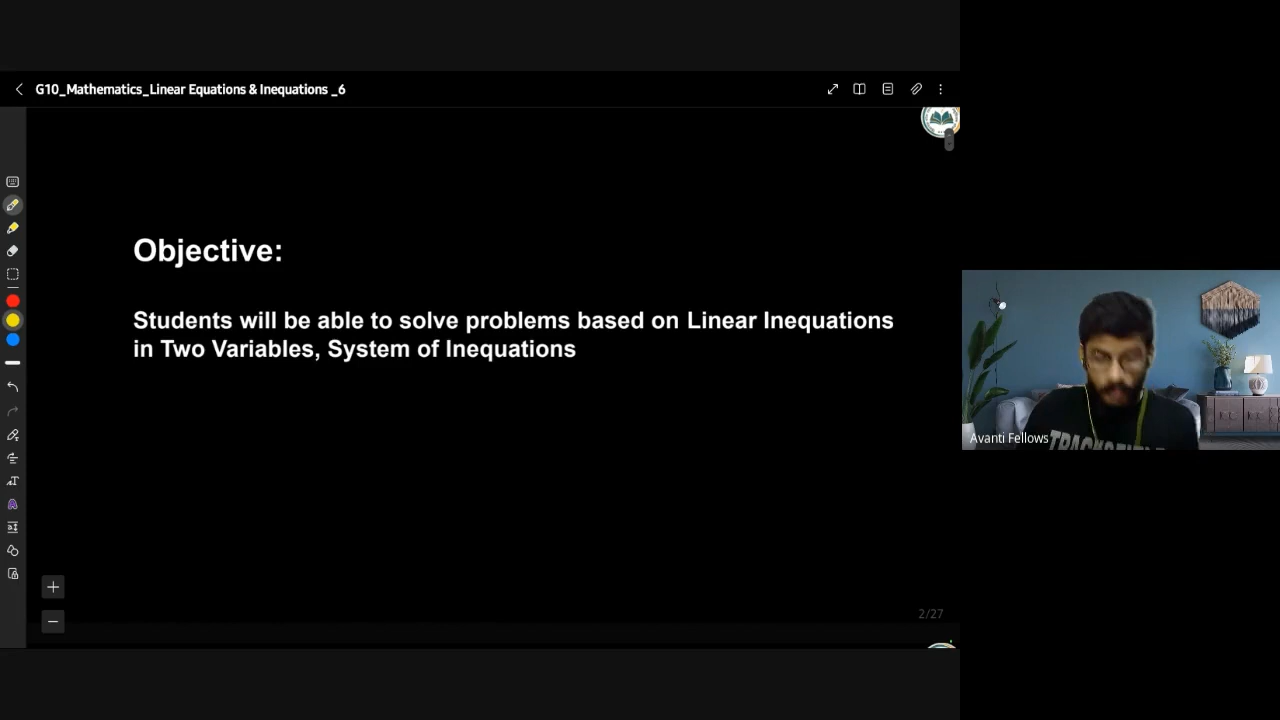 G10_Mathematics_Linear Equations & Inequations _6
Objective:
Students will be able to solve problems based on Linear Inequations
in Two Variables, System of Inequations
2/27
Avanti Fellows